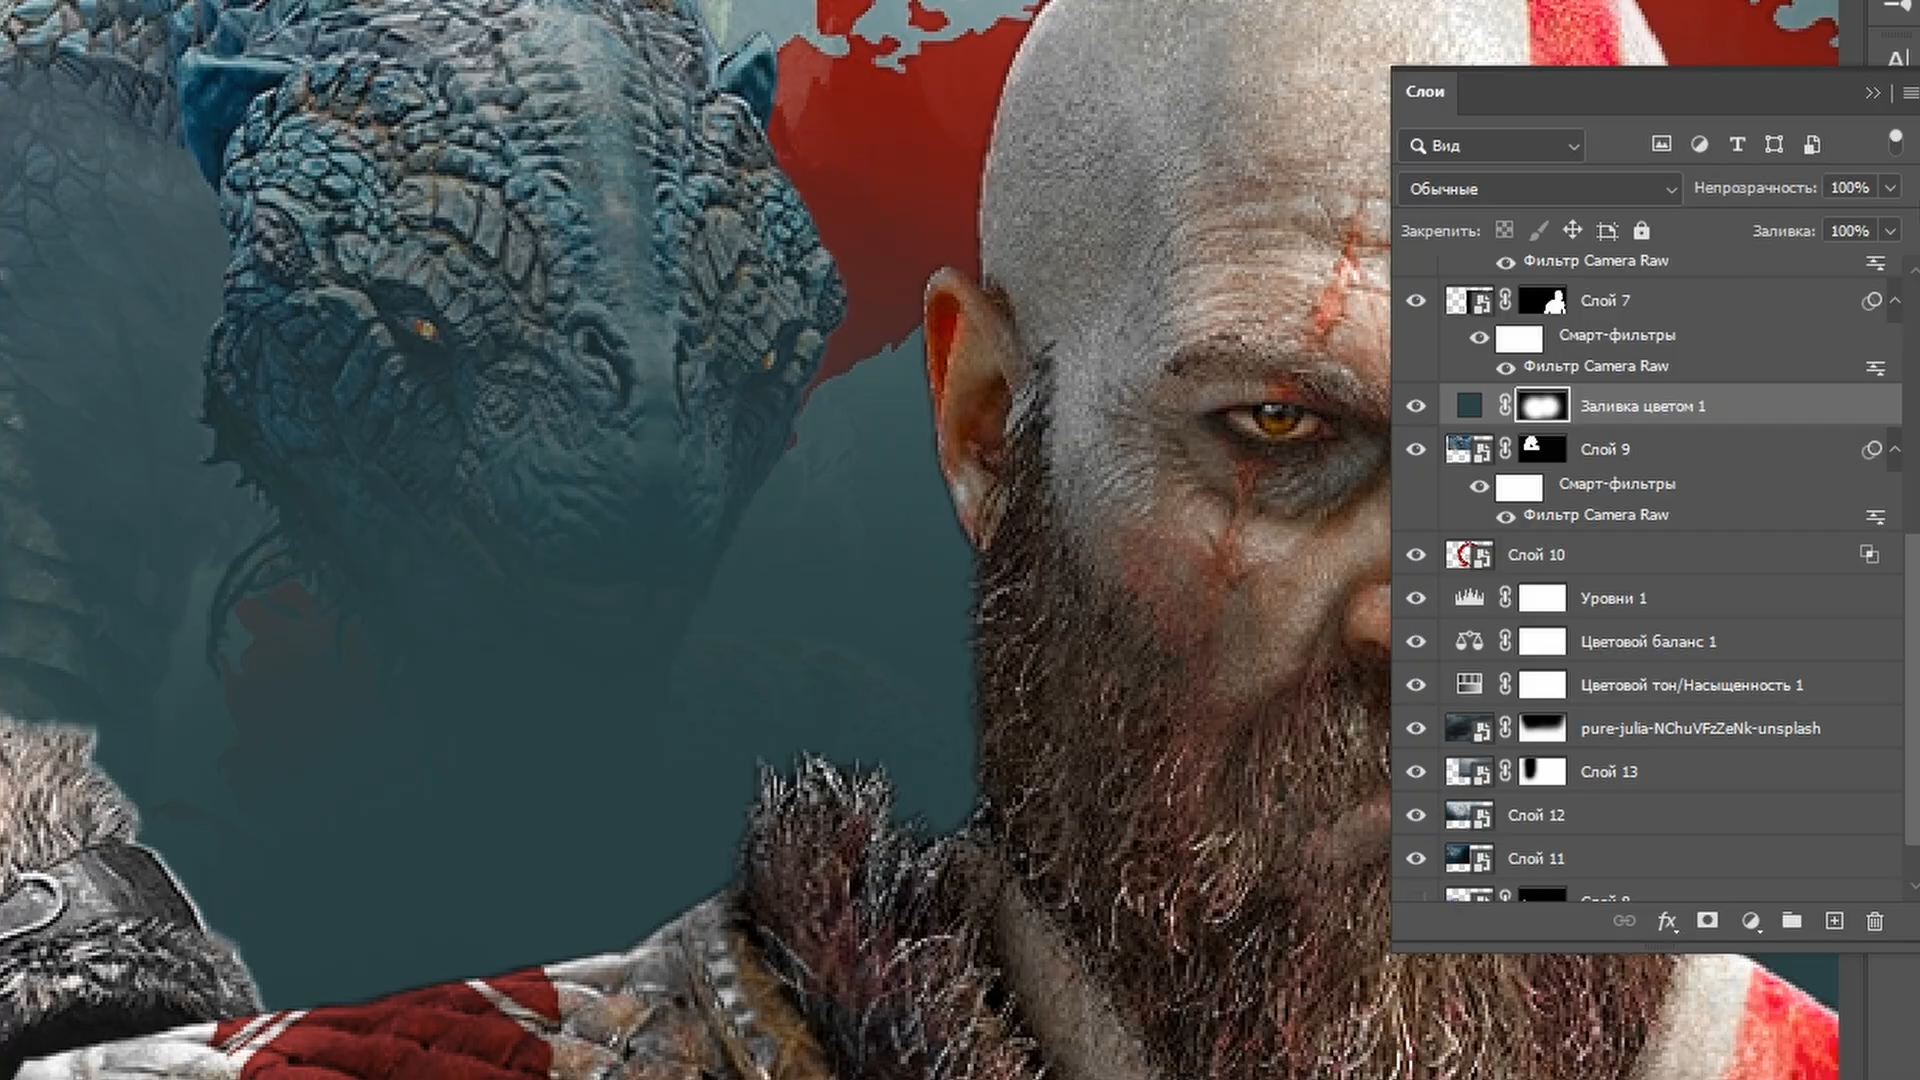 A|
Слои
Вид
Обычные
Непрозрачность: 100%
Закрепить:
Заливка: 100%
Фильтр Camera Raw
Слой 7
Смарт-фильтры
Фильтр Camera Raw
Заливка цветом 1
Слой 9
Смарт-фильтры
Фильтр Camera Raw
Слой 10
Уровни 1
Цветовой баланс 1
Цветовой тон/Насыщенность 1
pure-julia-NChuVFzZeNk-unsplash
Слой 13
Слой 12
Слой 11
fx